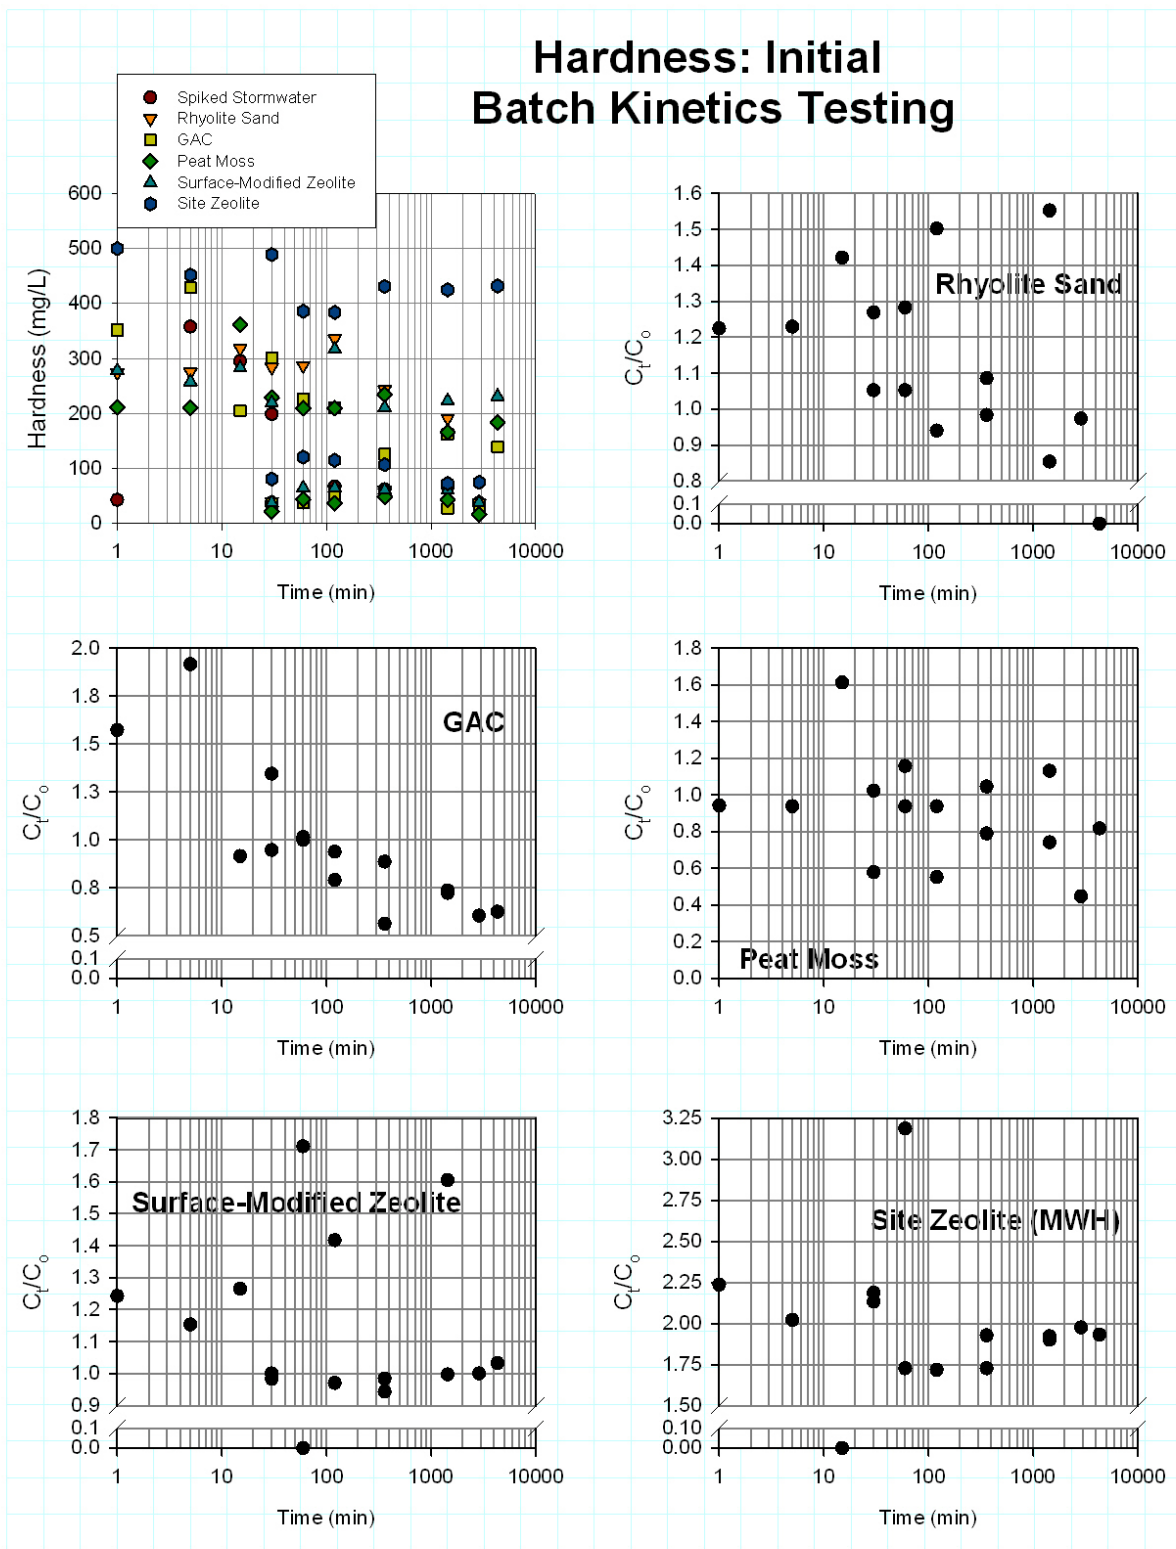 Hardness: Initial
Batch Kinetics Testing
Spiked Stormwater
Rhyolite Sand
GAC
Peat Moss
Surface-Modified Zeolite
Site Zeolite
Hardness (mg/L)
600
500
400
300
200
100
0
1 10 100 1000 10000
Time (min)
Rhyolite Sand
Ct/Co
1.6
1.5
1.4
1.3
1.2
1.1
1.0
0.9
0.8
0.1
0.0
1 10 100 1000 10000
Time (min)
GAC
Ct/Co
2.0
1.8
1.5
1.3
1.0
0.8
0.5
0.1
0.0
1 10 100 1000 10000
Time (min)
Peat Moss
Ct/Co
1.8
1.6
1.4
1.2
1.0
0.8
0.6
0.4
0.2
0.0
1 10 100 1000 10000
Time (min)
Surface-Modified Zeolite
Ct/Co
1.8
1.7
1.6
1.5
1.4
1.3
1.2
1.1
1.0
0.9
0.1
0.0
1 10 100 1000 10000
Time (min)
Site Zeolite (MWH)
Ct/Co
3.25
3.00
2.75
2.50
2.25
2.00
1.75
1.50
0.10
0.00
1 10 100 1000 10000
Time (min)